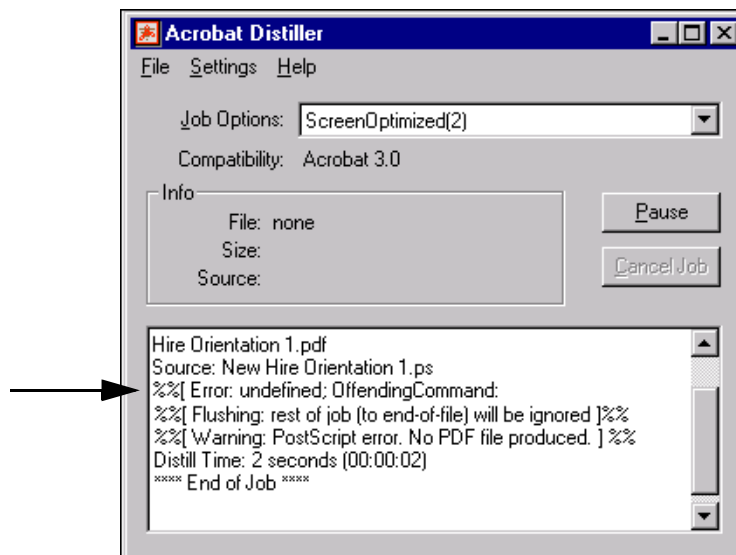 Acrobat Distiller
File Settings Help
Job Options: ScreenOptimized(2)
Compatibility: Acrobat 3.0
Info
File: none
Size:
Source:
Pause
Cancel Job
Hire Orientation 1.pdf
Source: New Hire Orientation 1.ps
%%[ Error: undefined; OffendingCommand:
%%[ Flushing: rest of job (to end-of-file) will be ignored ]%%
%%[ Warning: PostScript error. No PDF file produced. ] %%
Distill Time: 2 seconds (00:00:02)
**** End of Job ****